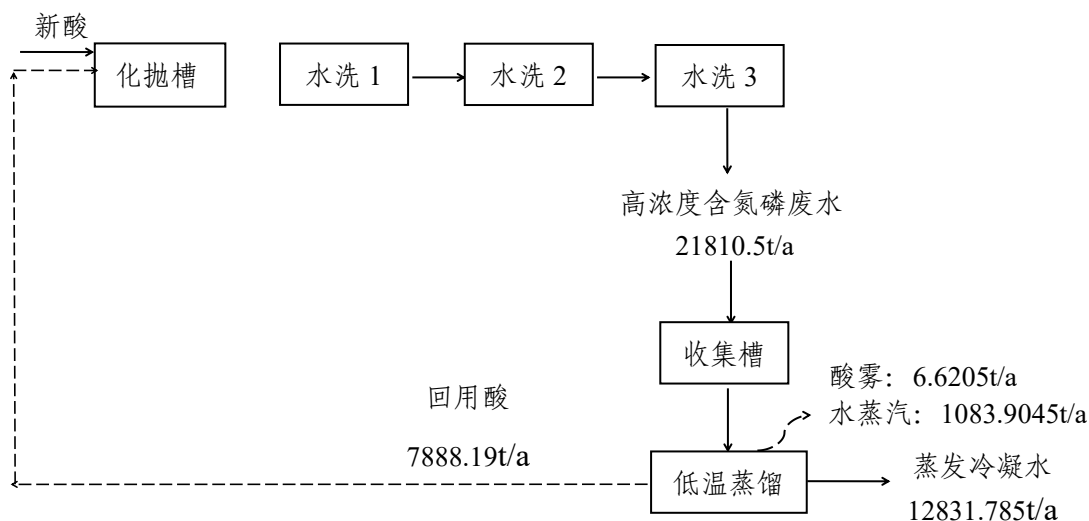 新酸
化抛槽
水洗 1
水洗 2
水洗 3
高浓度含氮磷废水
21810.5t/a
收集槽
酸雾：6.6205t/a
水蒸汽：1083.9045t/a
回用酸
7888.19t/a
低温蒸馏
蒸发冷凝水
12831.785t/a